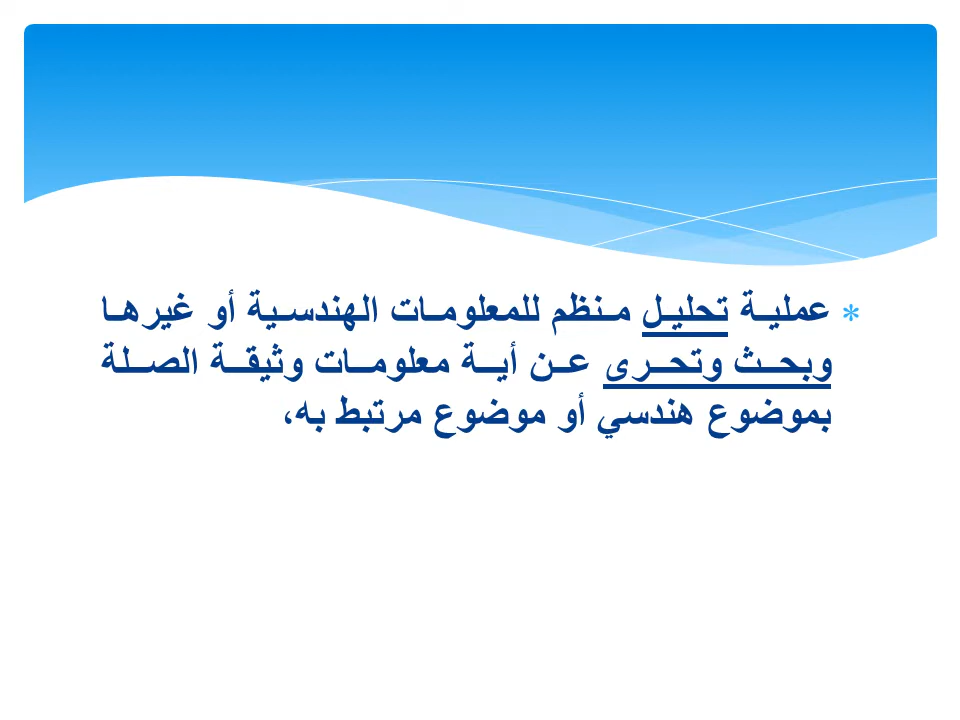 * عملية تحليل منظم للمعلومات الهندسية أو غيرها
وبحث وتحرى عن أية معلومات وثيقة الصلة
بموضوع هندسي أو موضوع مرتبط به،